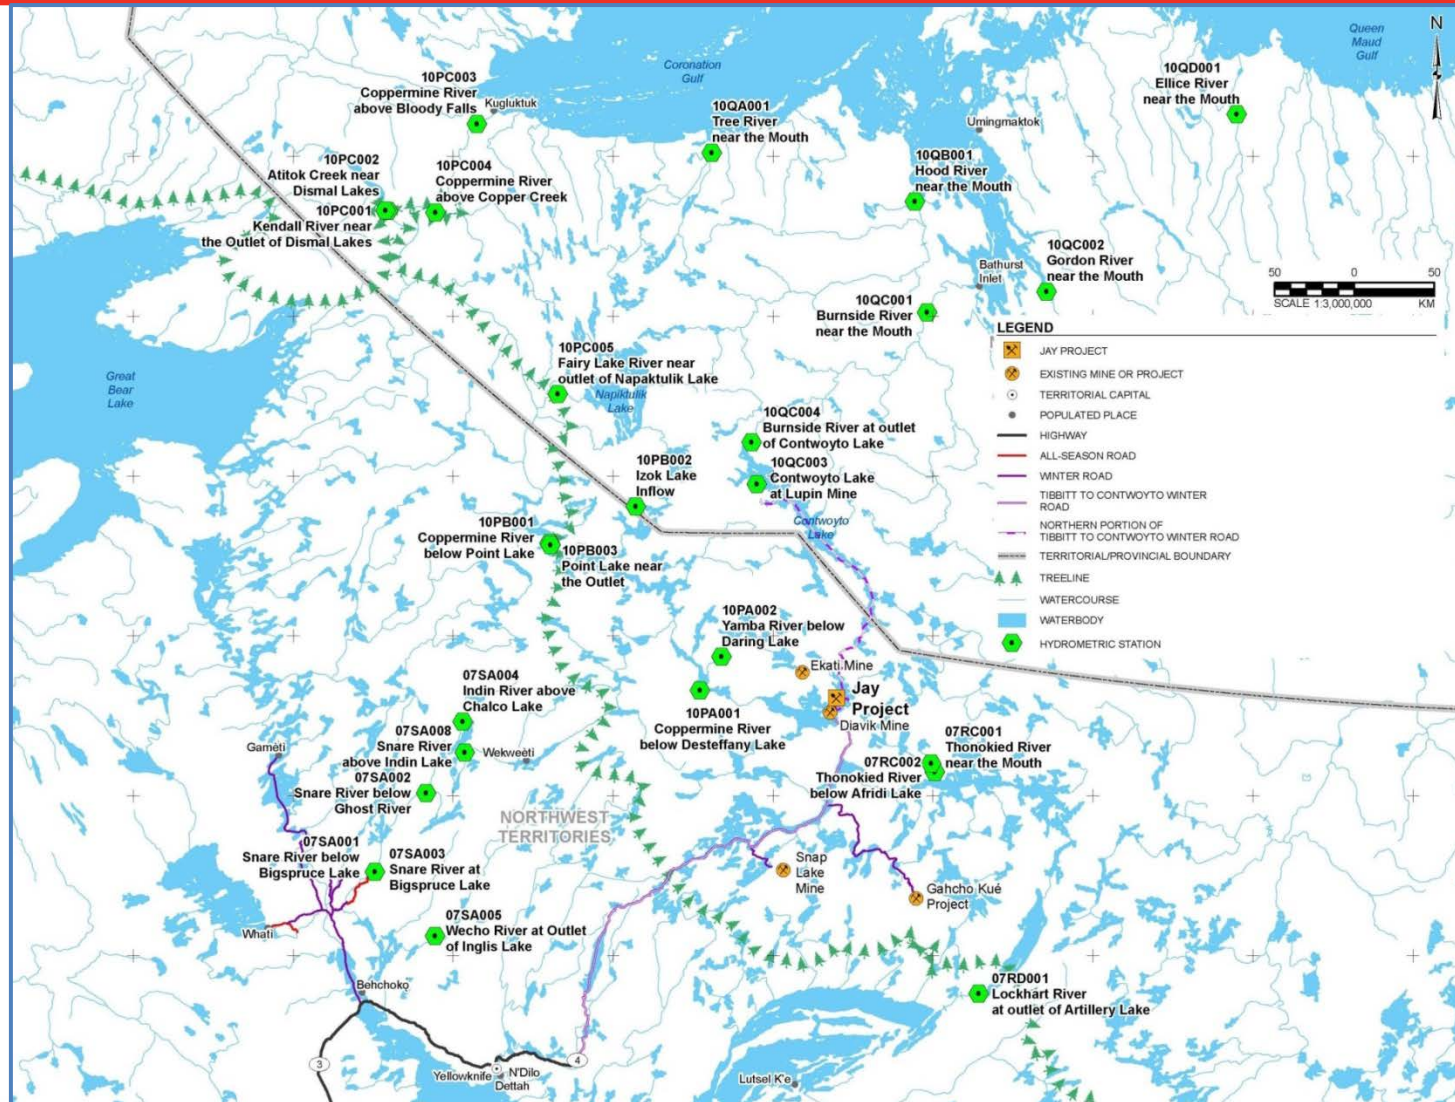 Queen
Maud
Gulf
N
Coronation
Gulf
10PC003
Coppermine River
above Bloody Falls
Kugluktuk
10QA001
Tree River
near the Mouth
10QD001
Ellice River
near the Mouth
Umingmaktok
10PC002
Atitok Creek near
Dismal Lakes
10PC004
Coppermine River
above Copper Creek
10QB001
Hood River
near the Mouth
10PC001
Kendall River near
the Outlet of Dismal Lakes
10QC002
Gordon River
near the Mouth
Bathurst
Inlet
50 0 50
SCALE 1:3,000,000 KM
10QC001
Burnside River
near the Mouth
LEGEND
JAY PROJECT
EXISTING MINE OR PROJECT
TERRITORIAL CAPITAL
POPULATED PLACE
HIGHWAY
ALL-SEASON ROAD
WINTER ROAD
TIBBITT TO CONTWOYTO WINTER
ROAD
NORTHERN PORTION OF
TIBBITT TO CONTWOYTO WINTER ROAD
TERRITORIAL/PROVINCIAL BOUNDARY
TREELINE
WATERCOURSE
WATERBODY
HYDROMETRIC STATION
Great
Bear
Lake
10PC005
Fairy Lake River near
outlet of Napaktulik Lake
Napiktulik
Lake
10QC004
Burnside River at outlet
of Contwoyto Lake
10PB002
Izok Lake
Inflow
10QC003
Contwoyto Lake
at Lupin Mine
Contwoyto
Lake
10PB001
Coppermine River
below Point Lake
10PB003
Point Lake near
the Outlet
10PA002
Yamba River below
Daring Lake
Ekati Mine
Jay
Project
Diavik Mine
10PA001
Coppermine River
below Desteffany Lake
07SA004
Indin River above
Chalco Lake
07SA008
Snare River
above Indin Lake
Wekweètì
Gamètì
07SA002
Snare River below
Ghost River
07RC001
Thonokied River
near the Mouth
07RC002
Thonokied River
below Afridi Lake
NORTHWEST
TERRITORIES
07SA001
Snare River below
Bigspruce Lake
07SA003
Snare River at
Bigspruce Lake
Snap
Lake
Mine
Gahcho Kué
Project
07SA005
Wecho River at Outlet
of Inglis Lake
Whatì
Behchoko
07RD001
Lockhart River
at outlet of Artillery Lake
3
4
Yellowknife
N'Dilo
Dettah
Lutsel K'e